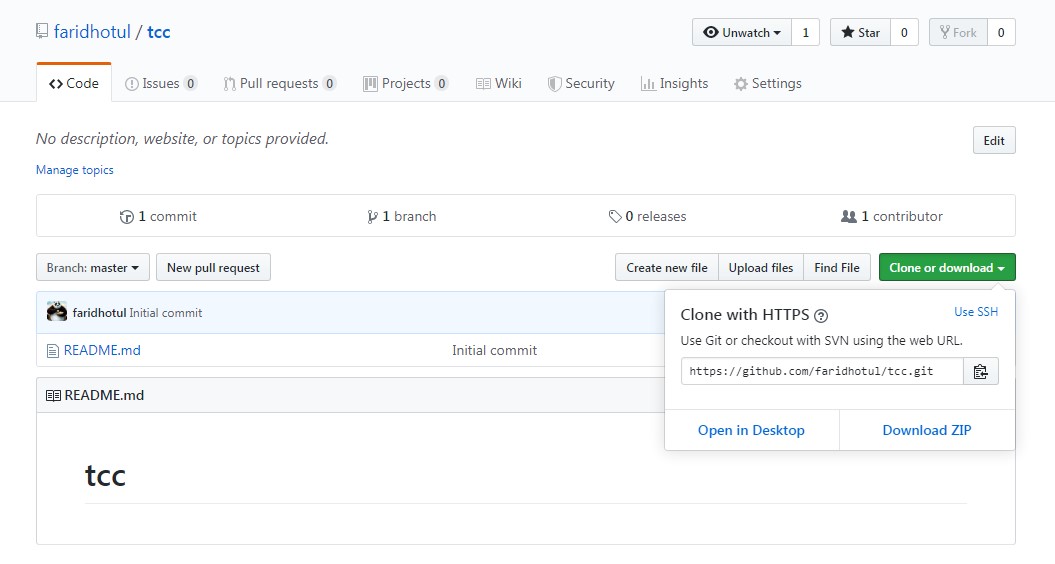 faridhotul / tcc
Unwatch 1 Star 0 Fork 0
Code Issues 0 Pull requests 0 Projects 0 Wiki Security Insights Settings
No description, website, or topics provided. Edit
Manage topics
1 commit 1 branch 0 releases 1 contributor
Branch: master New pull request Create new file Upload files Find File Clone or download
faridhotul Initial commit
README.md Initial commit
Clone with HTTPS ? Use SSH
Use Git or checkout with SVN using the web URL.
https://github.com/faridhotul/tcc.git
Open in Desktop Download ZIP
README.md
tcc